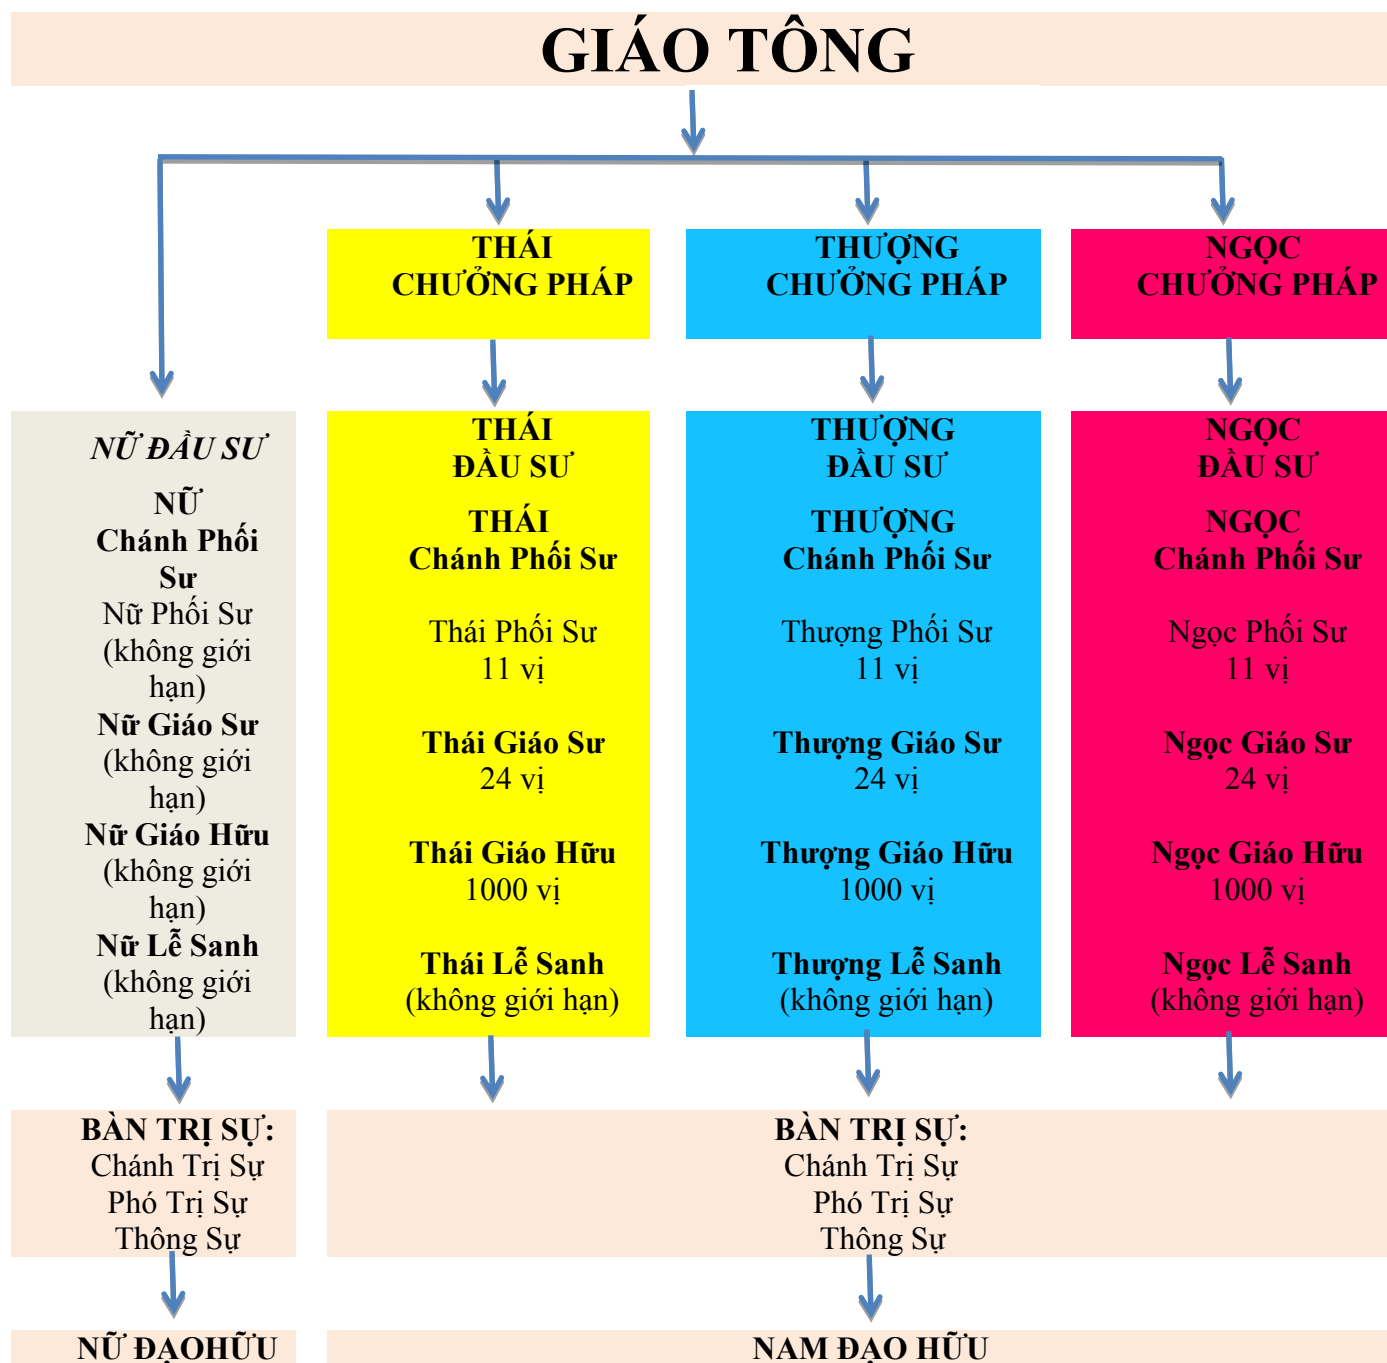 GIÁO TÔNG
THÁI
CHƯỞNG PHÁP
THƯỢNG
CHƯỞNG PHÁP
NGỌC
CHƯỞNG PHÁP
NỮ ĐẦU SƯ
NỮ
Chánh Phối
Sư
Nữ Phối Sư
(không giới
hạn)
Nữ Giáo Sư
(không giới
hạn)
Nữ Giáo Hữu
(không giới
hạn)
Nữ Lễ Sanh
(không giới
hạn)
THÁI
ĐẦU SƯ
THÁI
Chánh Phối Sư
Thái Phối Sư
11 vị
Thái Giáo Sư
24 vị
Thái Giáo Hữu
1000 vị
Thái Lễ Sanh
(không giới hạn)
THƯỢNG
ĐẦU SƯ
THƯỢNG
Chánh Phối Sư
Thượng Phối Sư
11 vị
Thượng Giáo Sư
24 vị
Thượng Giáo Hữu
1000 vị
Thượng Lễ Sanh
(không giới hạn)
NGỌC
ĐẦU SƯ
NGỌC
Chánh Phối Sư
Ngọc Phối Sư
11 vị
Ngọc Giáo Sư
24 vị
Ngọc Giáo Hữu
1000 vị
Ngọc Lễ Sanh
(không giới hạn)
BÀN TRỊ SỰ:
Chánh Trị Sự
Phó Trị Sự
Thông Sự
BÀN TRỊ SỰ:
Chánh Trị Sự
Phó Trị Sự
Thông Sự
NỮ ĐẠOHỮU
NAM ĐẠO HỮU